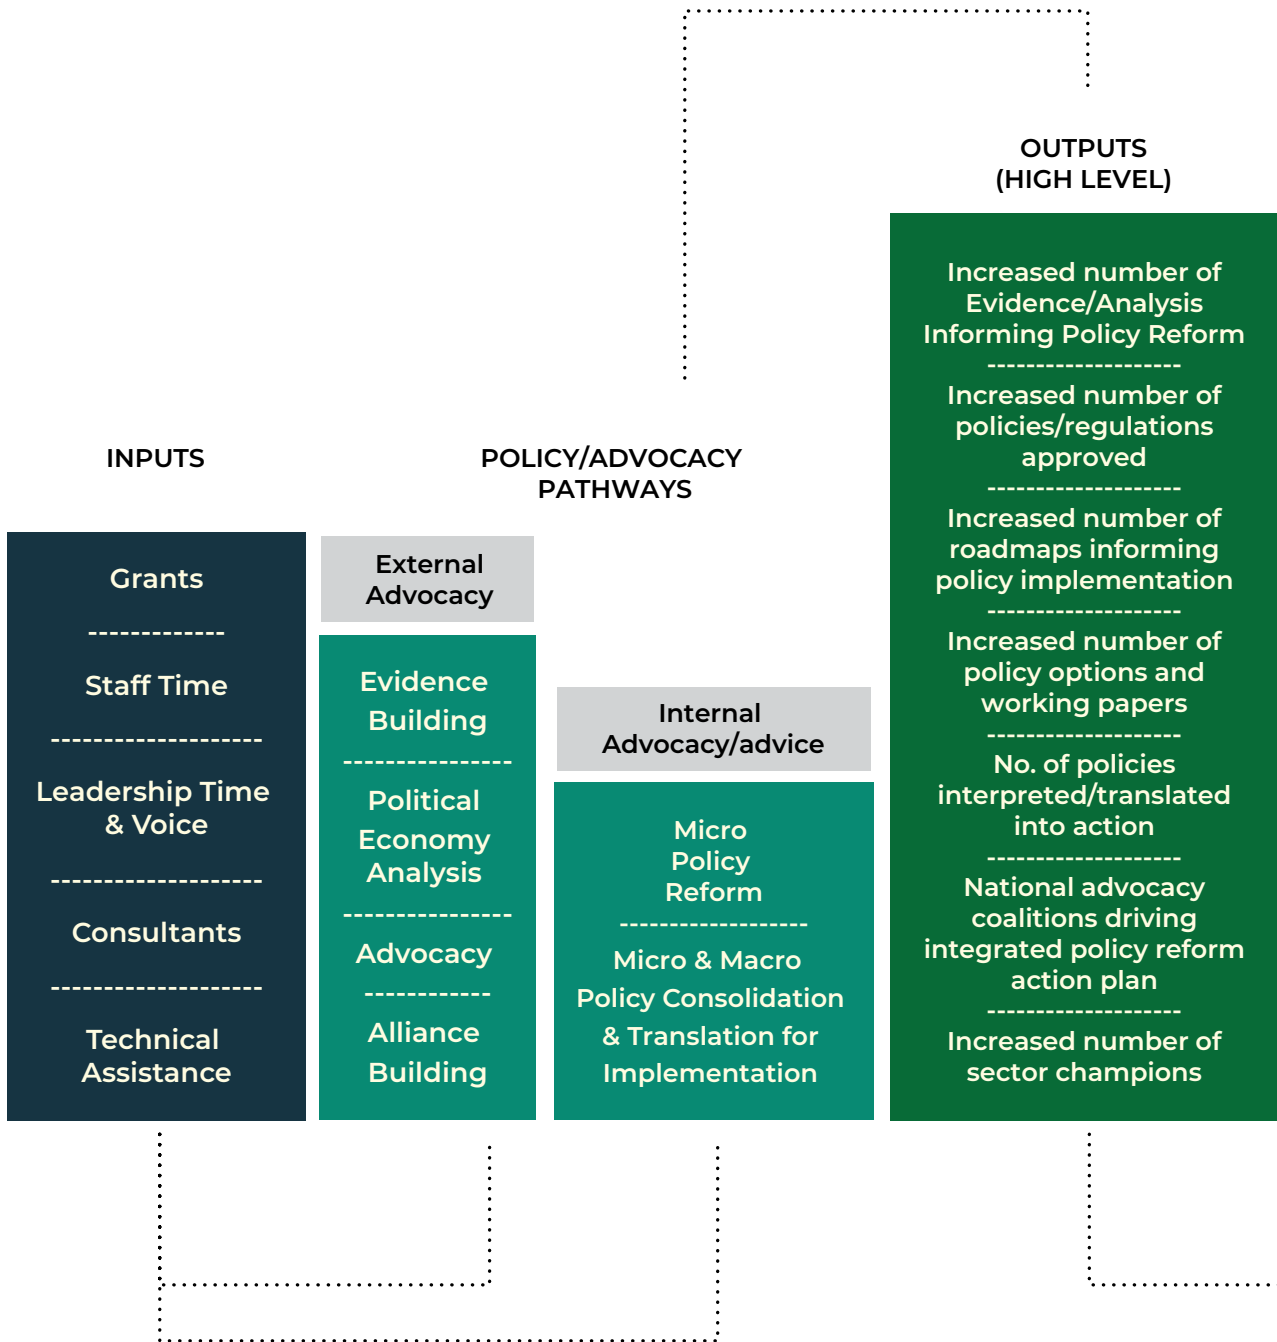 INPUTS
Grants
Staff Time
Leadership Time
& Voice
Consultants
Technical
Assistance
POLICY/ADVOCACY
PATHWAYS
External
Advocacy
Evidence
Building
Political
Economy
Analysis
Advocacy
Alliance
Building
Internal
Advocacy/advice
Micro
Policy
Reform
Micro & Macro
Policy Consolidation
& Translation for
Implementation
OUTPUTS
(HIGH LEVEL)
Increased number of
Evidence/Analysis
Informing Policy Reform
Increased number of
policies/regulations
approved
Increased number of
roadmaps informing
policy implementation
Increased number of
policy options and
working papers
No. of policies
interpreted/translated
into action
National advocacy
coalitions driving
integrated policy reform
action plan
Increased number of
sector champions